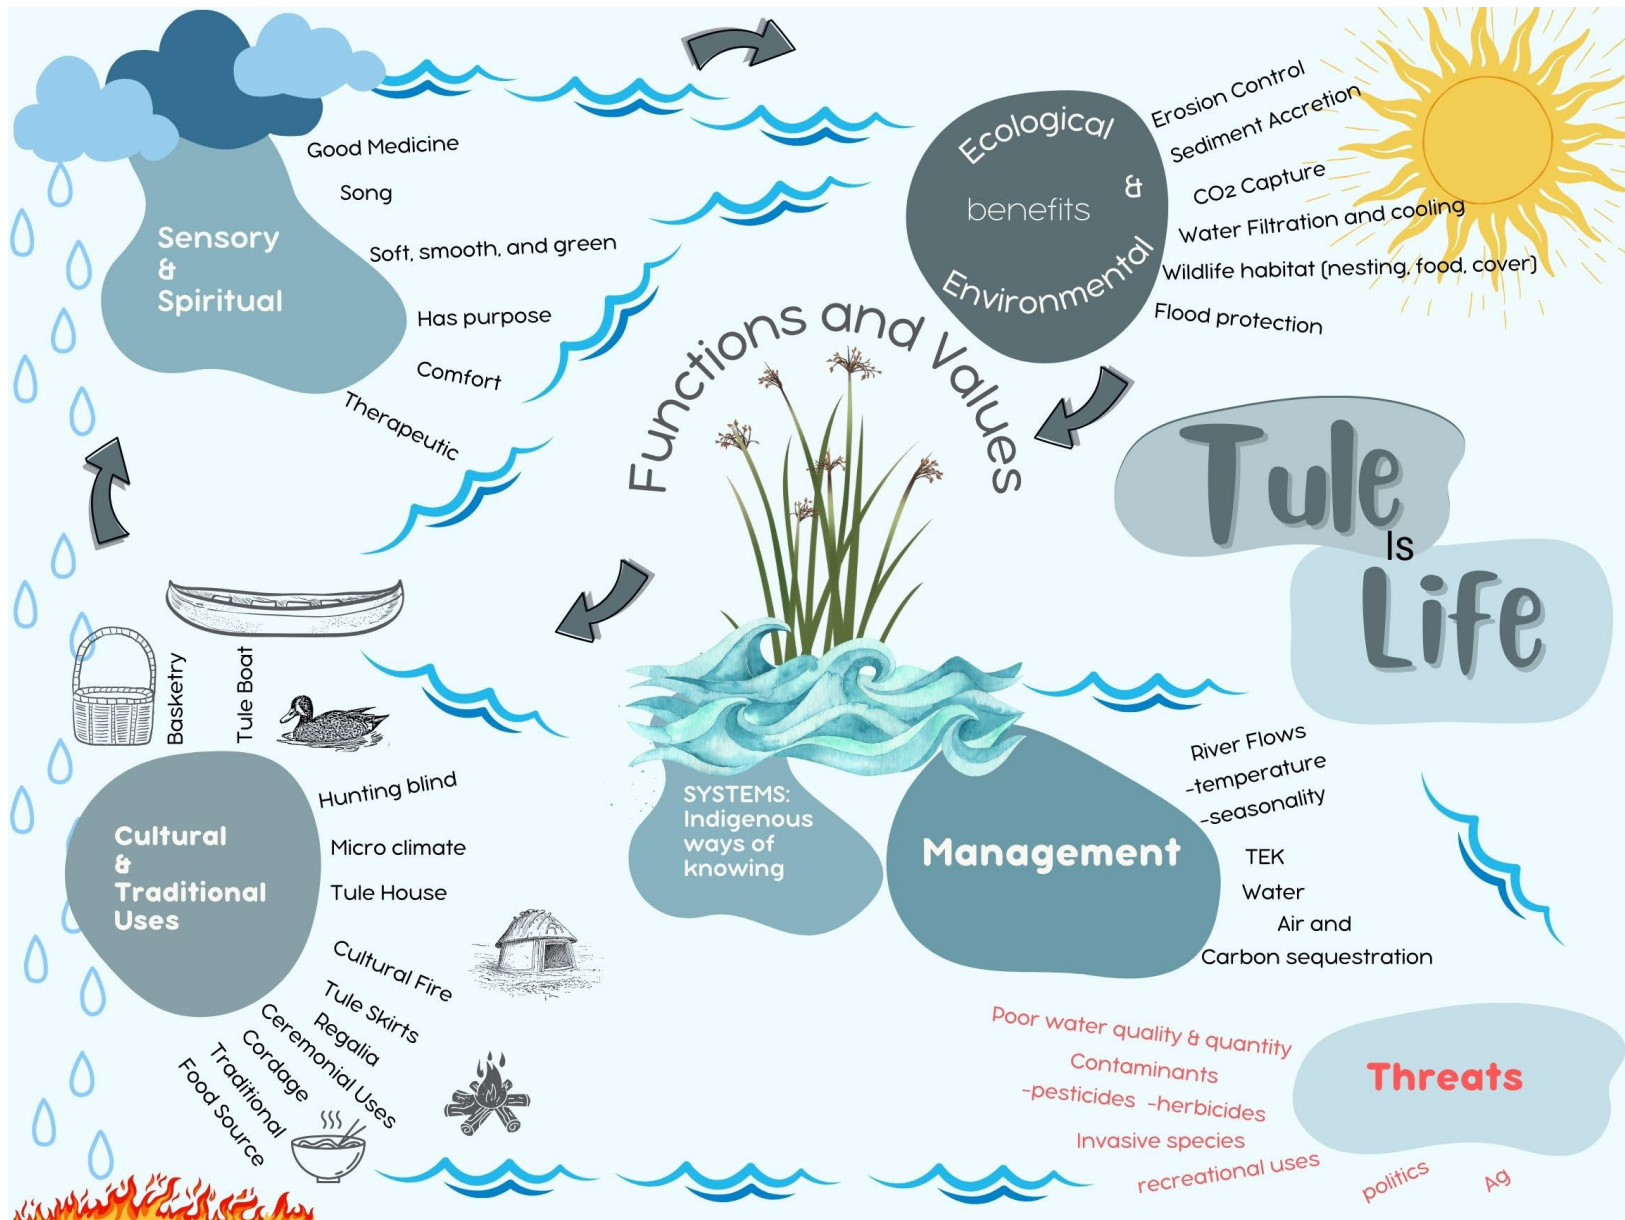 Good Medicine
Song
Soft, smooth, and green
Has purpose
Comfort
Therapeutic
Sensory
&
Spiritual
Ecological
&
benefits
Environmental
Erosion Control
Sediment Accretion
CO2 Capture
Water Filtration and cooling
Wildlife habitat (nesting, food, cover)
Flood protection
Functions and Values
Tule
Is
Life
Basketry
Tule Boat
Cultural
&
Traditional
Uses
Hunting blind
Micro climate
Tule House
Cultural Fire
Tule Skirts
Regalia
Ceremonial Uses
Cordage
Traditional
Food Source
SYSTEMS:
Indigenous
ways of
knowing
Management
River Flows
-temperature
-seasonality
TEK
Water
Air and
Carbon sequestration
Threats
Poor water quality & quantity
Contaminants
-pesticides -herbicides
Invasive species
recreational uses
politics
Ag